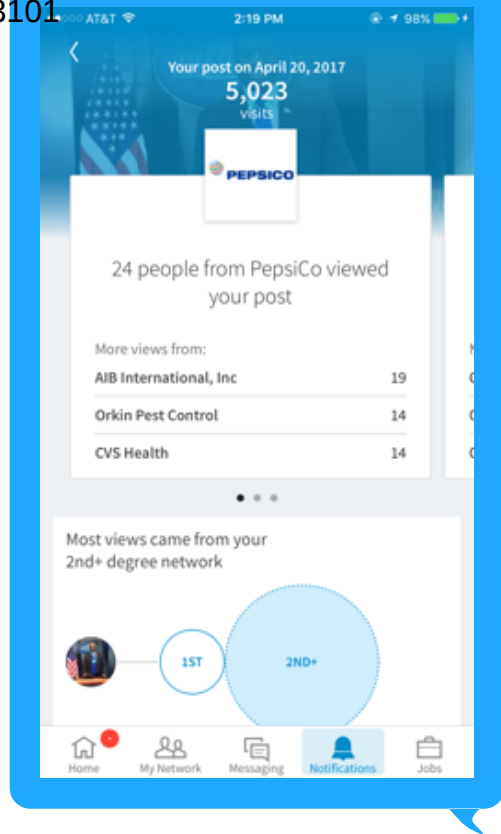 3101
AT&T 2:19 PM 98%
Your post on April 20, 2017
5,023
visits
PEPSICO
24 people from PepsiCo viewed
your post
More views from:
AIB International, Inc 19
Orkin Pest Control 14
CVS Health 14
Most views came from your
2nd+ degree network
1ST 2ND+
Home My Network Messaging Notifications Jobs